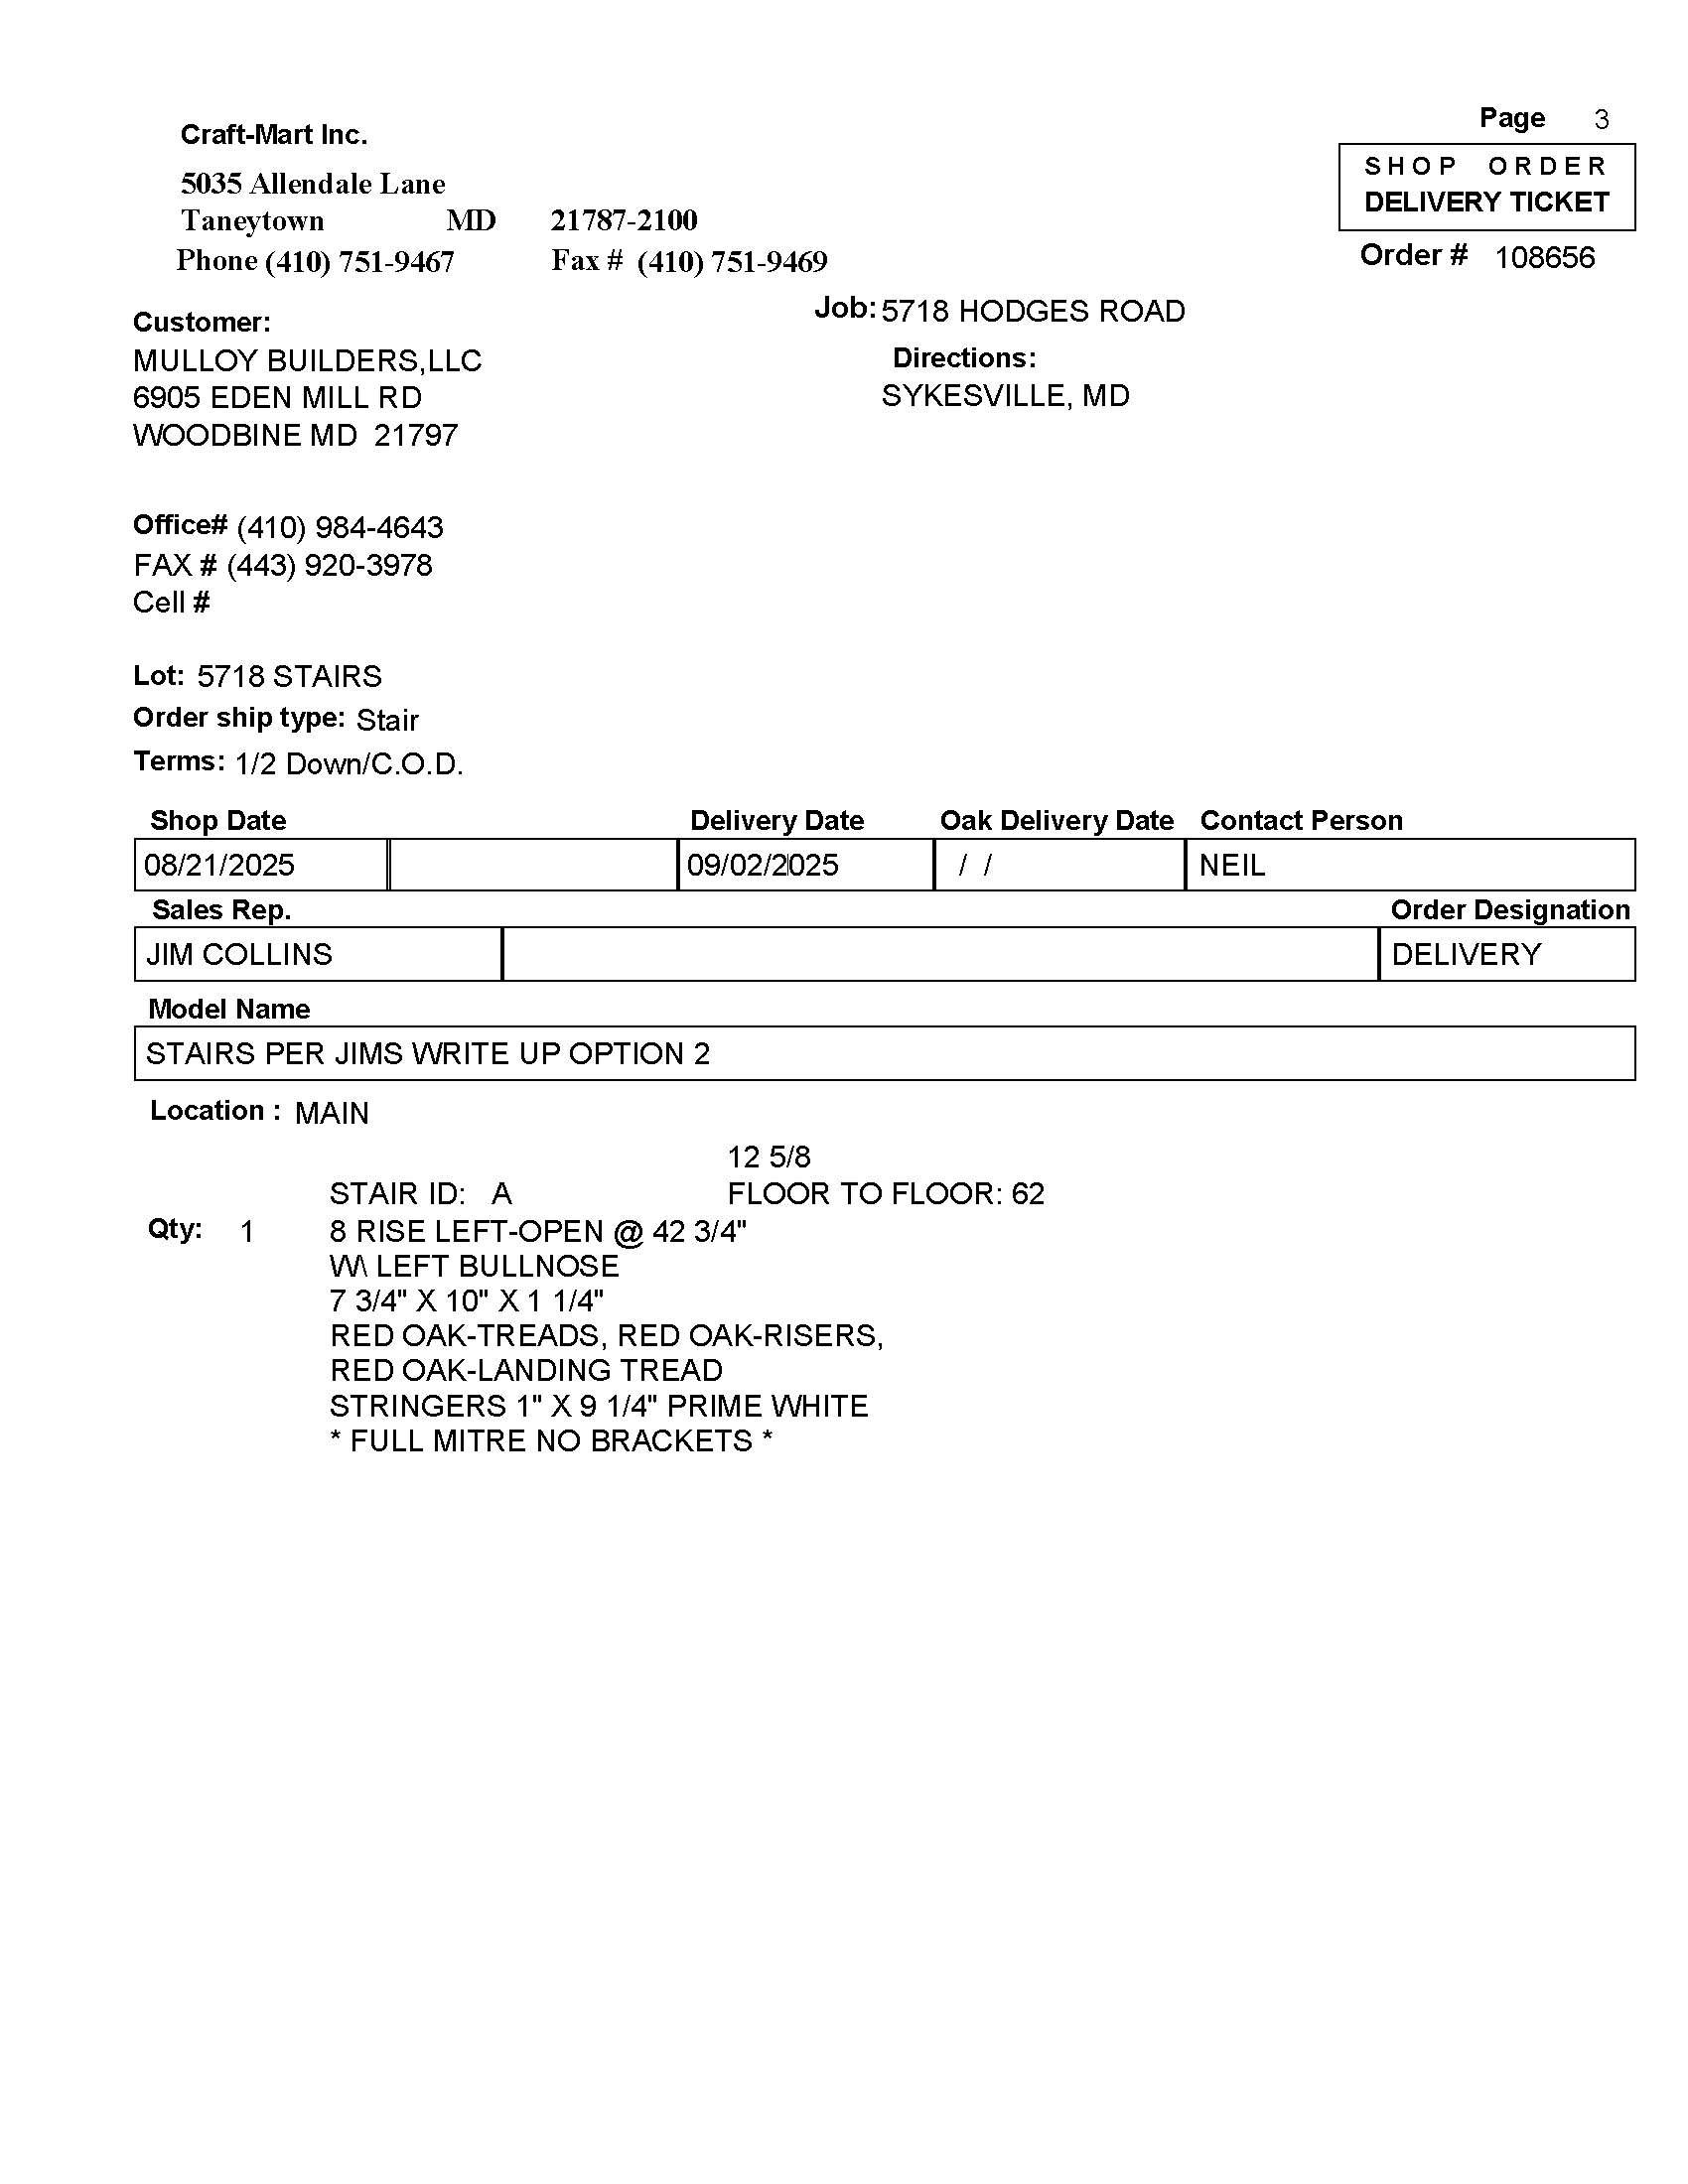 Page 3
Craft-Mart Inc.
SHOP ORDER
DELIVERY TICKET
5035 Allendale Lane
Taneytown MD 21787-2100
Phone (410) 751-9467 Fax # (410) 751-9469
Order # 108656
Job: 5718 HODGES ROAD
Customer:
MULLOY BUILDERS,LLC
6905 EDEN MILL RD
WOODBINE MD 21797
Directions:
SYKESVILLE, MD
Office# (410) 984-4643
FAX # (443) 920-3978
Cell #
Lot: 5718 STAIRS
Order ship type: Stair
Terms: 1/2 Down/C.O.D.
Shop Date Delivery Date Oak Delivery Date Contact Person
08/21/2025 09/02/2025 / / NEIL
Sales Rep. Order Designation
JIM COLLINS DELIVERY
Model Name
STAIRS PER JIMS WRITE UP OPTION 2
Location : MAIN
12 5/8
STAIR ID: A FLOOR TO FLOOR: 62
Qty: 1 8 RISE LEFT-OPEN @ 42 3/4"
W\ LEFT BULLNOSE
7 3/4" X 10" X 1 1/4"
RED OAK-TREADS, RED OAK-RISERS,
RED OAK-LANDING TREAD
STRINGERS 1" X 9 1/4" PRIME WHITE
* FULL MITRE NO BRACKETS *